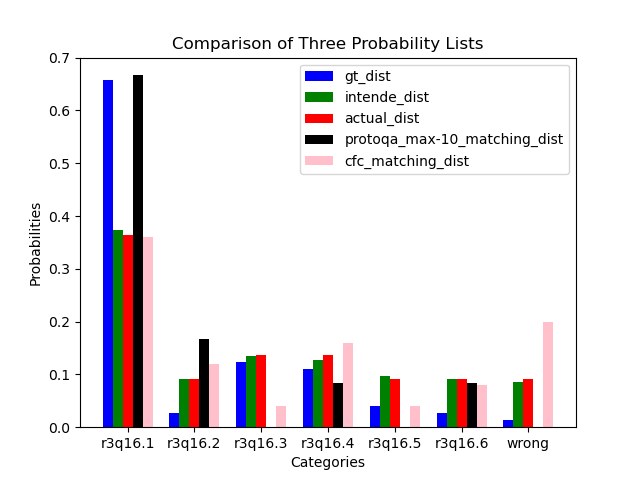 Comparison of Three Probability Lists
gt_dist
intende_dist
actual_dist
protoqa_max-10_matching_dist
cfc_matching_dist
Probabilities
0.7
0.6
0.5
0.4
0.3
0.2
0.1
0.0
r3q16.1 r3q16.2 r3q16.3 r3q16.4 r3q16.5 r3q16.6 wrong
Categories